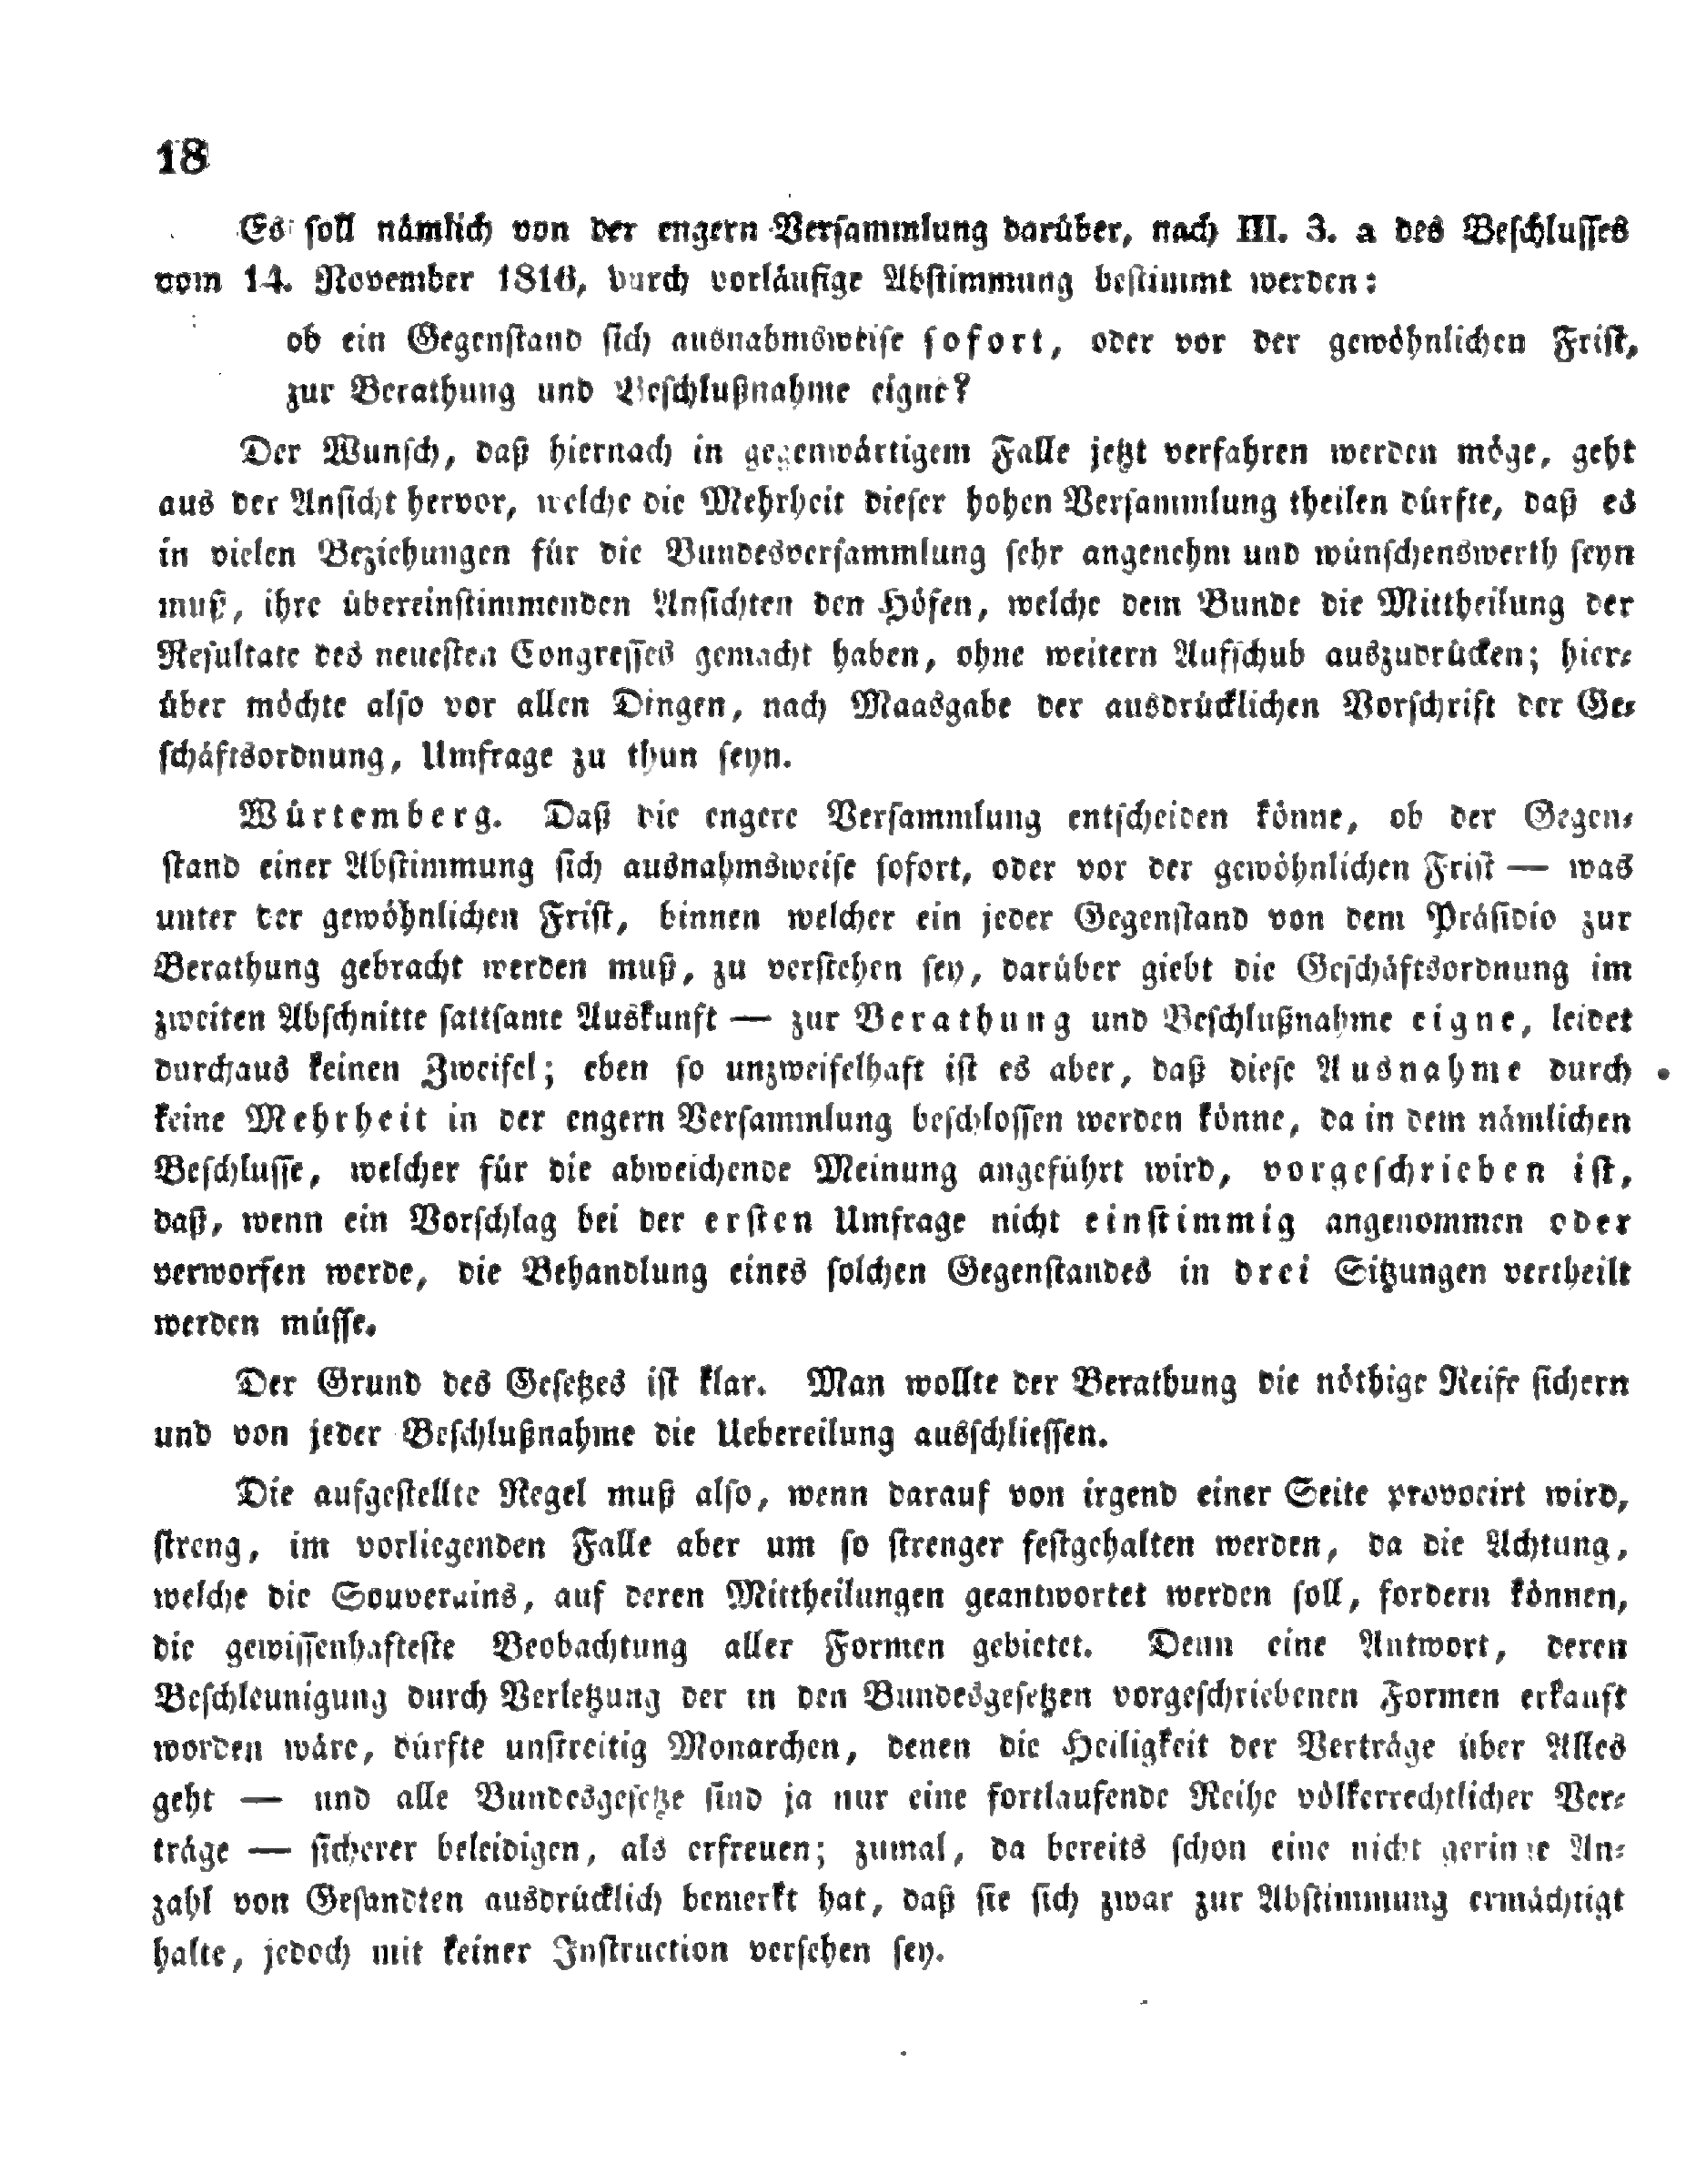 18
Es soll nämlich von der engern Versammlung darüber, nach III. 3. a des Beschlusses
vom 14. November 1816, durch vorläufige Abstimmung bestimmt werden:
ob ein Gegenstand sich ausnahmsweise sofort, oder vor der gewöhnlichen Frist,
zur Berathung und Beschlußnahme eigne?
Der Wunsch, daß hiernach in gegenwärtigem Falle jetzt verfahren werden möge, geht
aus der Ansicht hervor, welche die Mehrheit dieser hohen Versammlung theilen dürfte, daß es
in vielen Beziehungen für die Bundesversammlung sehr angenehm und wünschenswerth seyn
muß, ihre übereinstimmenden Ansichten den Höfen, welche dem Bunde die Mittheilung der
Resultate des neuesten Congresses gemacht haben, ohne weitern Aufschub auszudrücken; hier-
über möchte also vor allen Dingen, nach Maasgabe der ausdrücklichen Vorschrift der Ge-
schäftsordnung, Umfrage zu thun seyn.
Würtemberg. Daß die engere Versammlung entscheiden könne, ob der Gegen-
stand einer Abstimmung sich ausnahmsweise sofort, oder vor der gewöhnlichen Frist — was
unter der gewöhnlichen Frist, binnen welcher ein jeder Gegenstand von dem Präsidio zur
Berathung gebracht werden muß, zu verstehen sey, darüber giebt die Geschäftsordnung im
zweiten Abschnitte sattsame Auskunft — zur Berathung und Beschlußnahme eigne, leidet
durchaus keinen Zweifel; eben so unzweifelhaft ist es aber, daß diese Ausnahme durch
keine Mehrheit in der engern Versammlung beschlossen werden könne, da in dem nämlichen
Beschlusse, welcher für die abweichende Meinung angeführt wird, vorgeschrieben ist,
daß, wenn ein Vorschlag bei der ersten Umfrage nicht einstimmig angenommen oder
verworfen werde, die Behandlung eines solchen Gegenstandes in drei Sitzungen vertheilt
werden müsse.
Der Grund des Gesetzes ist klar. Man wollte der Berathung die nöthige Reife sichern
und von jeder Beschlußnahme die Uebereilung ausschliessen.
Die aufgestellte Regel muß also, wenn darauf von irgend einer Seite provocirt wird,
streng, im vorliegenden Falle aber um so strenger festgehalten werden, da die Achtung,
welche die Souverains, auf deren Mittheilungen geantwortet werden soll, fordern können,
die gewissenhafteste Beobachtung aller Formen gebietet. Denn eine Antwort, deren
Beschleunigung durch Verletzung der in den Bundesgesetzen vorgeschriebenen Formen erkauft
worden wäre, dürfte unstreitig Monarchen, denen die Heiligkeit der Verträge über Alles
geht — und alle Bundesgesetze sind ja nur eine fortlaufende Reihe völkerrechtlicher Ver-
träge — sicherer beleidigen, als erfreuen; zumal, da bereits schon eine nicht geringe An-
zahl von Gesandten ausdrücklich bemerkt hat, daß sie sich zwar zur Abstimmung ermächtigt
halte, jedoch mit keiner Instruction versehen sey.